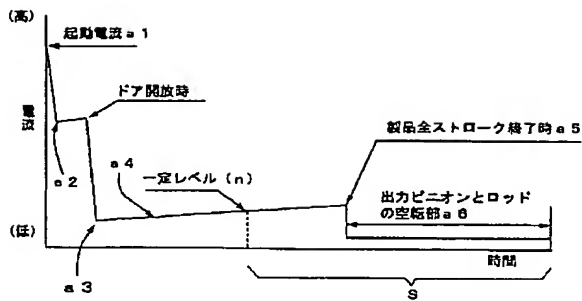 (高)
起動電流a1
ドア開放時
電流
製品全ストローク終了時a5
a2
a4
一定レベル(n)
出力ピニオンとロッド
の空転部a6
(低)
時間
a3
S